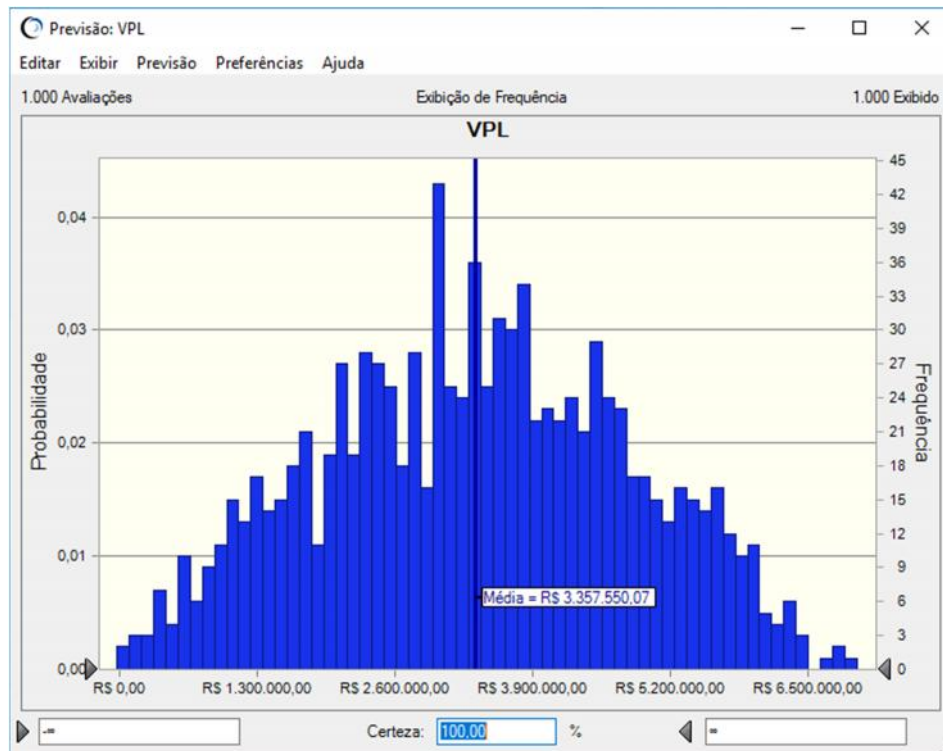 Previsão: VPL
Editar Exibir Previsão Preferências Ajuda
1.000 Avaliações Exibição de Frequência 1.000 Exibido
VPL
Probabilidade
0,04
0,03
0,02
0,01
0,00
45
42
39
36
33
30
27
24
21
18
15
12
9
6
3
0
Frequência
Média = R$ 3.357.550,07
R$ 0,00 R$ 1.300.000,00 R$ 2.600.000,00 R$ 3.900.000,00 R$ 5.200.000,00 R$ 6.500.000,00
-∞ Certeza: 100,00 % ∞